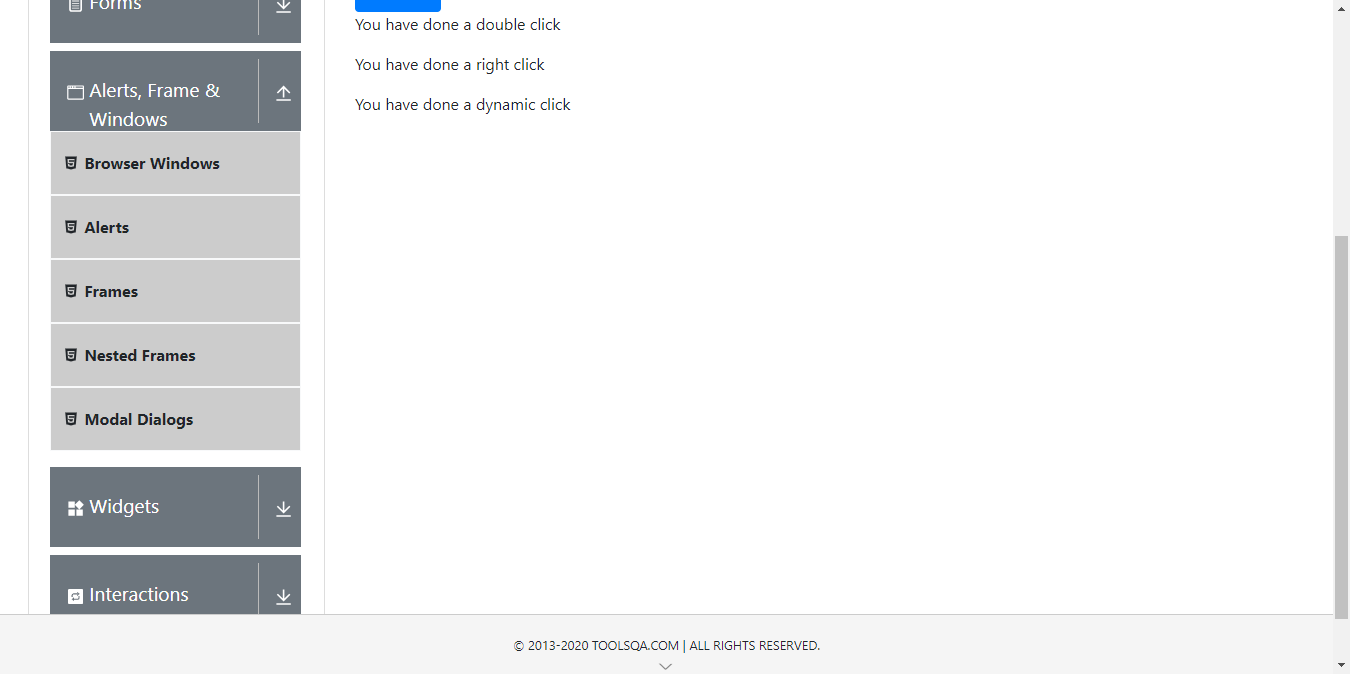 Forms
Alerts, Frame &
Windows
Browser Windows
Alerts
Frames
Nested Frames
Modal Dialogs
Widgets
Interactions
You have done a double click
You have done a right click
You have done a dynamic click
© 2013-2020 TOOLSQA.COM | ALL RIGHTS RESERVED.